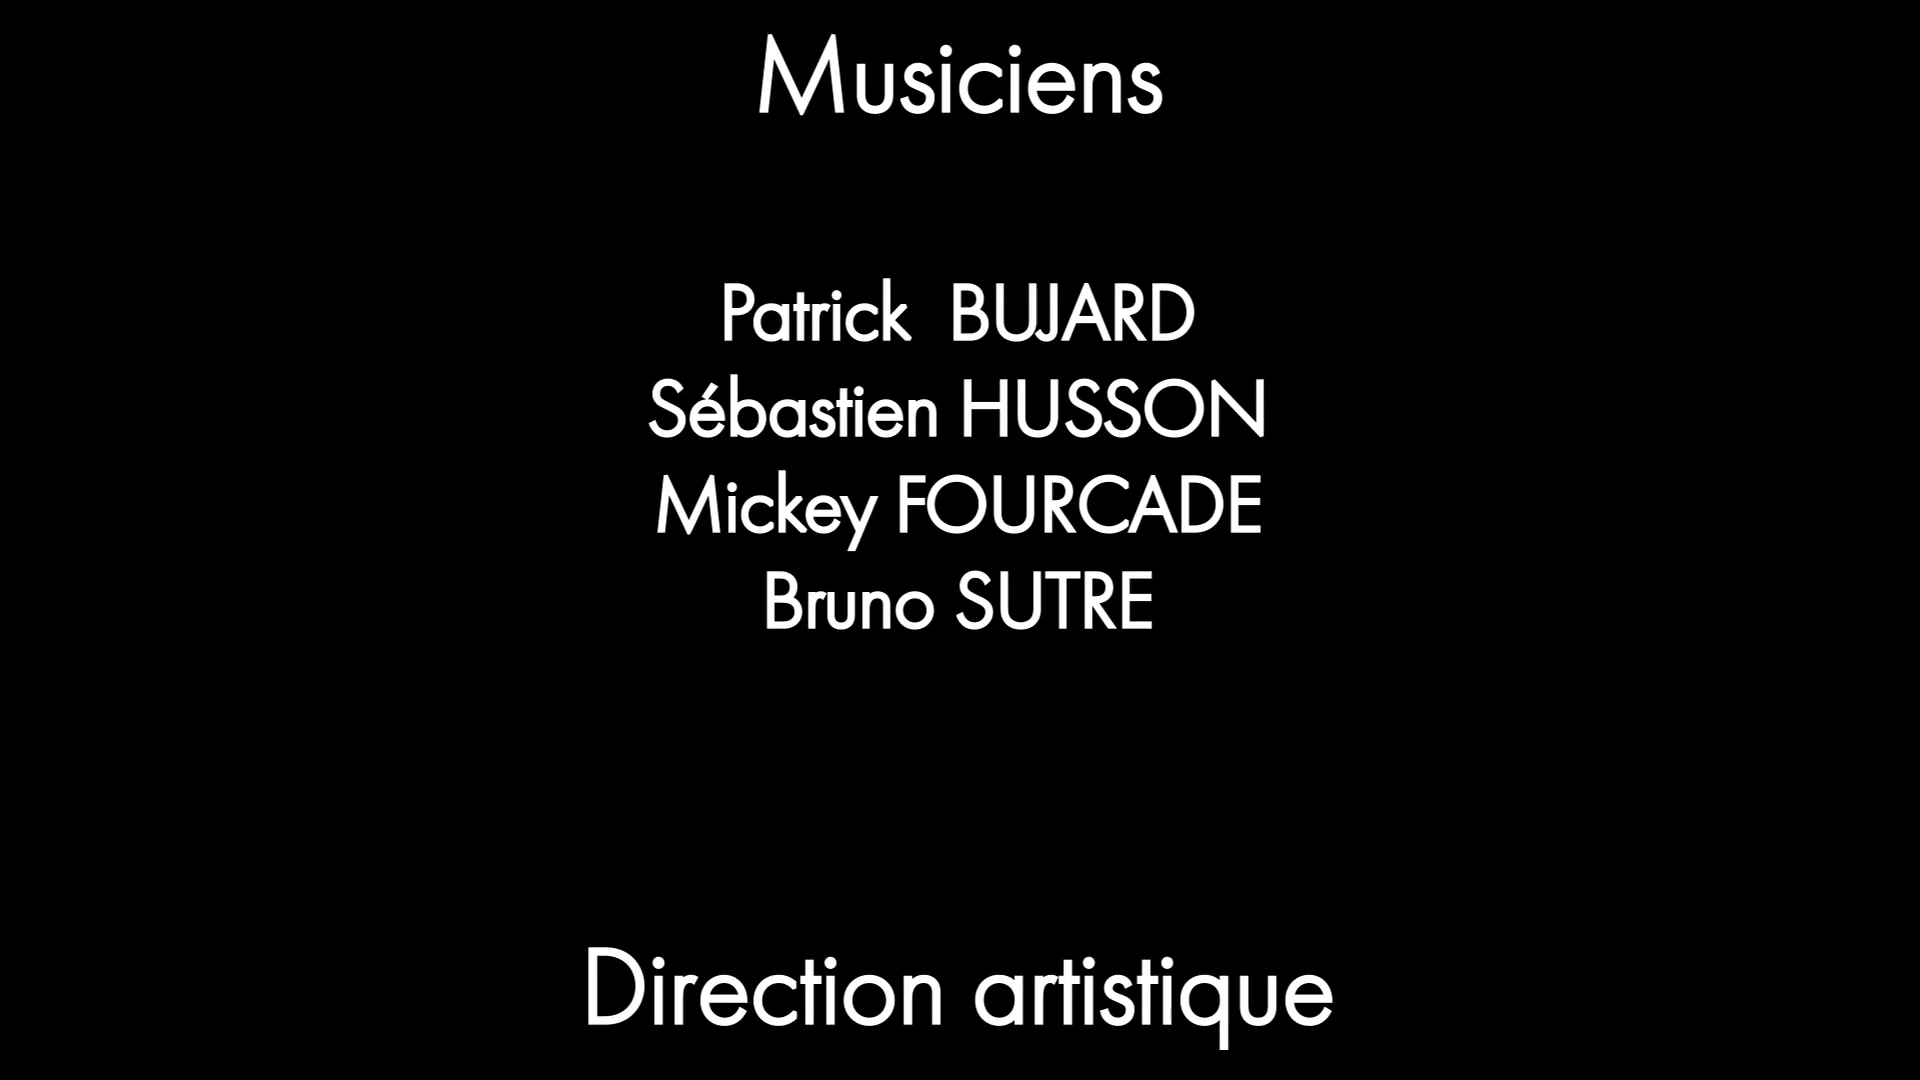 Musiciens
Patrick  BUJARD
Sébastien HUSSON
Mickey FOURCADE
Bruno SUTRE
Direction artistique